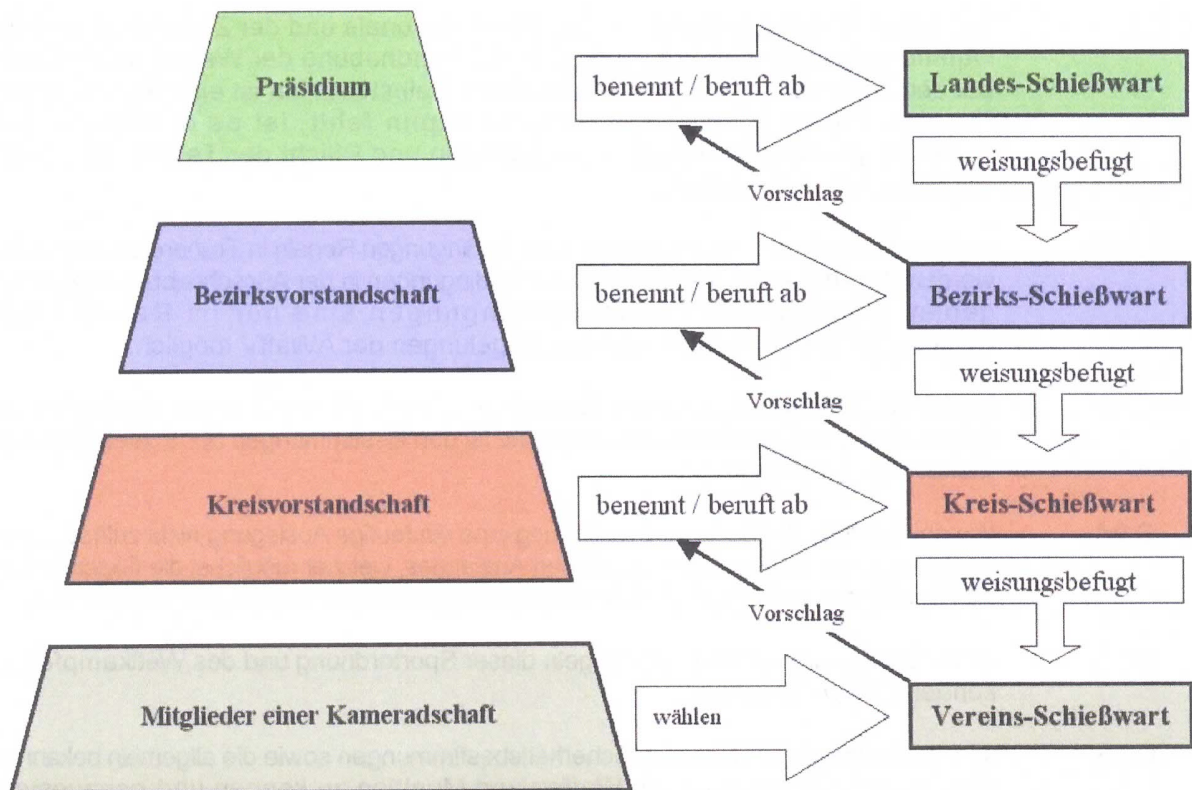 Präsidium
benennt / beruft ab
Landes-Schießwart
weisungsbefugt
Vorschlag
Bezirksvorstandschaft
benennt / beruft ab
Bezirks-Schießwart
weisungsbefugt
Vorschlag
Kreisvorstandschaft
benennt / beruft ab
Kreis-Schießwart
weisungsbefugt
Vorschlag
Mitglieder einer Kameradschaft
wählen
Vereins-Schießwart